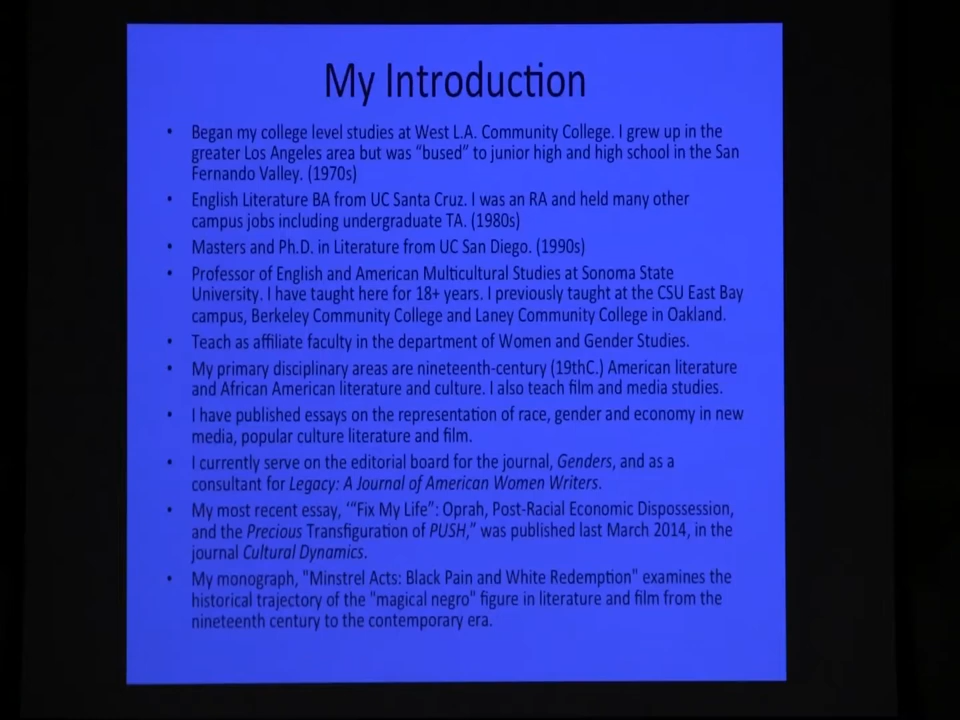 My Introduction
• Began my college level studies at West L.A. Community College. I grew up in the
greater Los Angeles area but was “bused” to junior high and high school in the San
Fernando Valley. (1970s)
• English Literature BA from UC Santa Cruz. I was an RA and held many other
campus jobs including undergraduate TA. (1980s)
• Masters and Ph.D. in Literature from UC San Diego. (1990s)
• Professor of English and American Multicultural Studies at Sonoma State
University. I have taught here for 18+ years. I previously taught at the CSU East Bay
campus, Berkeley Community College and Laney Community College in Oakland.
• Teach as affiliate faculty in the department of Women and Gender Studies.
• My primary disciplinary areas are nineteenth-century (19thC.) American literature
and African American literature and culture. I also teach film and media studies.
• I have published essays on the representation of race, gender and economy in new
media, popular culture literature and film.
• I currently serve on the editorial board for the journal, Genders, and as a
consultant for Legacy: A Journal of American Women Writers.
• My most recent essay, ‘“Fix My Life”: Oprah, Post-Racial Economic Dispossession,
and the Precious Transfiguration of PUSH,” was published last March 2014, in the
journal Cultural Dynamics.
• My monograph, "Minstrel Acts: Black Pain and White Redemption" examines the
historical trajectory of the "magical negro" figure in literature and film from the
nineteenth century to the contemporary era.